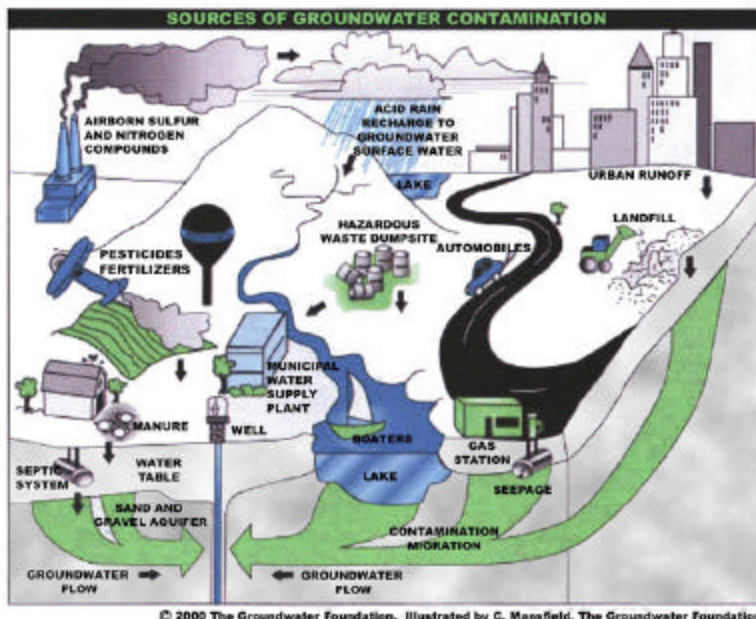 SOURCES OF GROUNDWATER CONTAMINATION
AIRBORN SULFUR
AND NITROGEN
COMPOUNDS
ACID RAIN
RECHARGE TO
GROUNDWATER
SURFACE WATER
LAKE
URBAN RUNOFF
PESTICIDES
FERTILIZERS
HAZARDOUS
WASTE DUMPSITE
AUTOMOBILES
LANDFILL
MUNICIPAL
WATER
SUPPLY
PLANT
MANURE
WELL
BOATERS
GAS
STATION
SEPTIC
SYSTEM
WATER
TABLE
LAKE
SEEPAGE
SAND AND
GRAVEL AQUIFER
CONTAMINATION
MIGRATION
GROUNDWATER
FLOW
GROUNDWATER
FLOW
© 2000 The Groundwater Foundation. Illustrated by C. Mansfield, The Groundwater Foundation